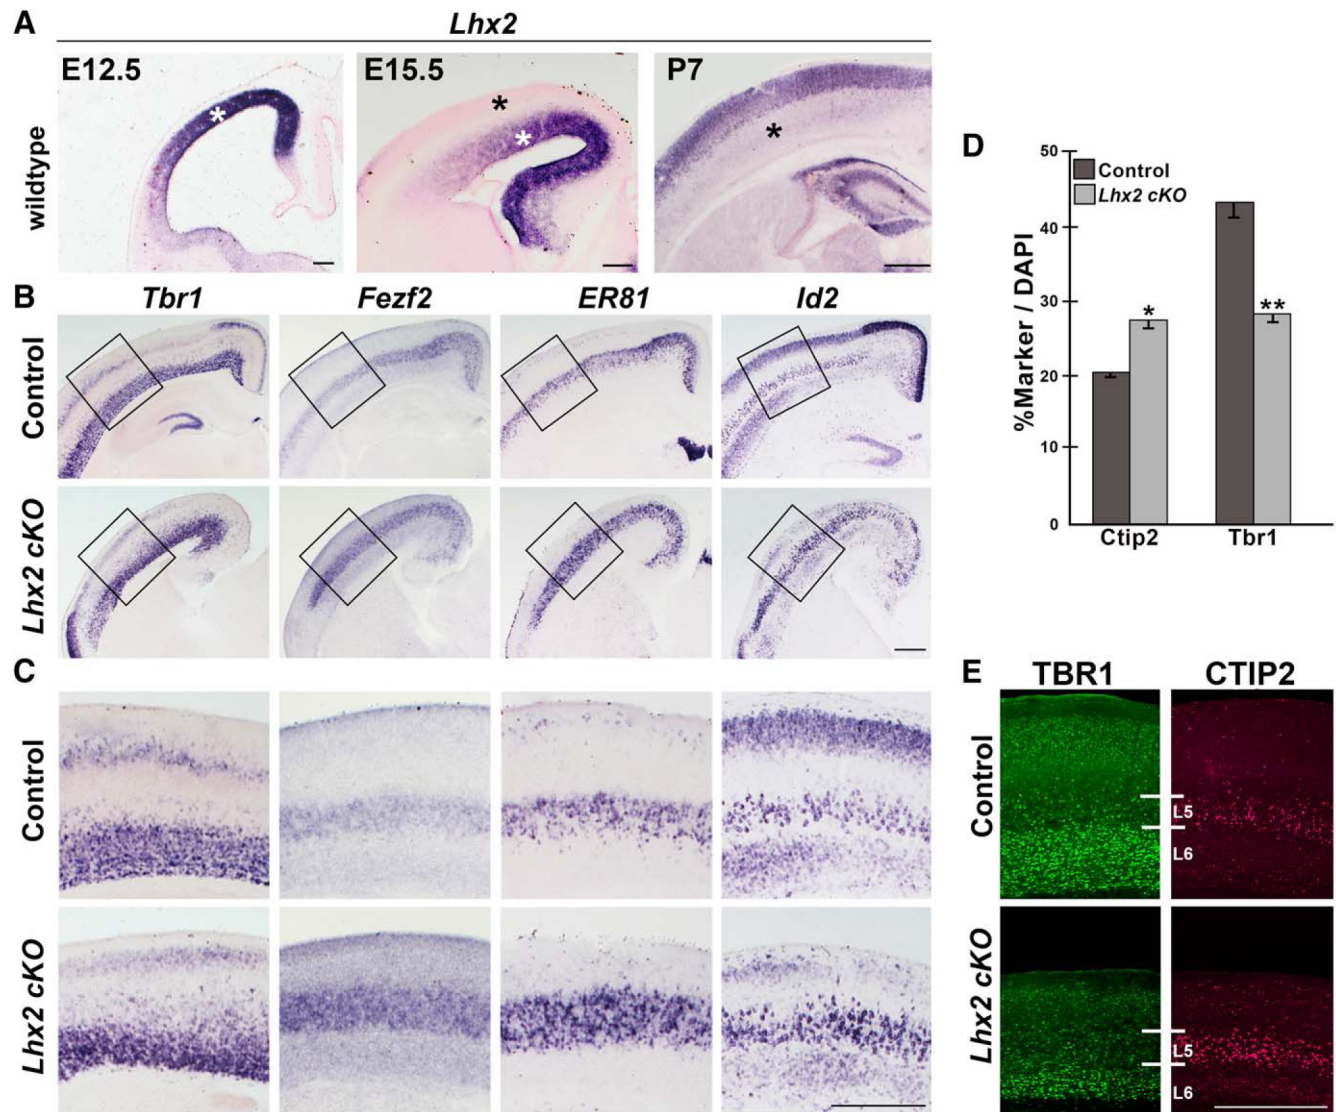 A
Lhx2
E12.5 E15.5 P7
* * * *
wildtype
B
Tbr1 Fezf2 ER81 Id2
Control
Lhx2 cKO
C
Control
Lhx2 cKO
D
50
40
30
20
10
0
%Marker / DAPI
Control
Lhx2 cKO
* **
Ctip2 Tbr1
E
TBR1 CTIP2
Control
L5
L6
Lhx2 cKO
L5
L6